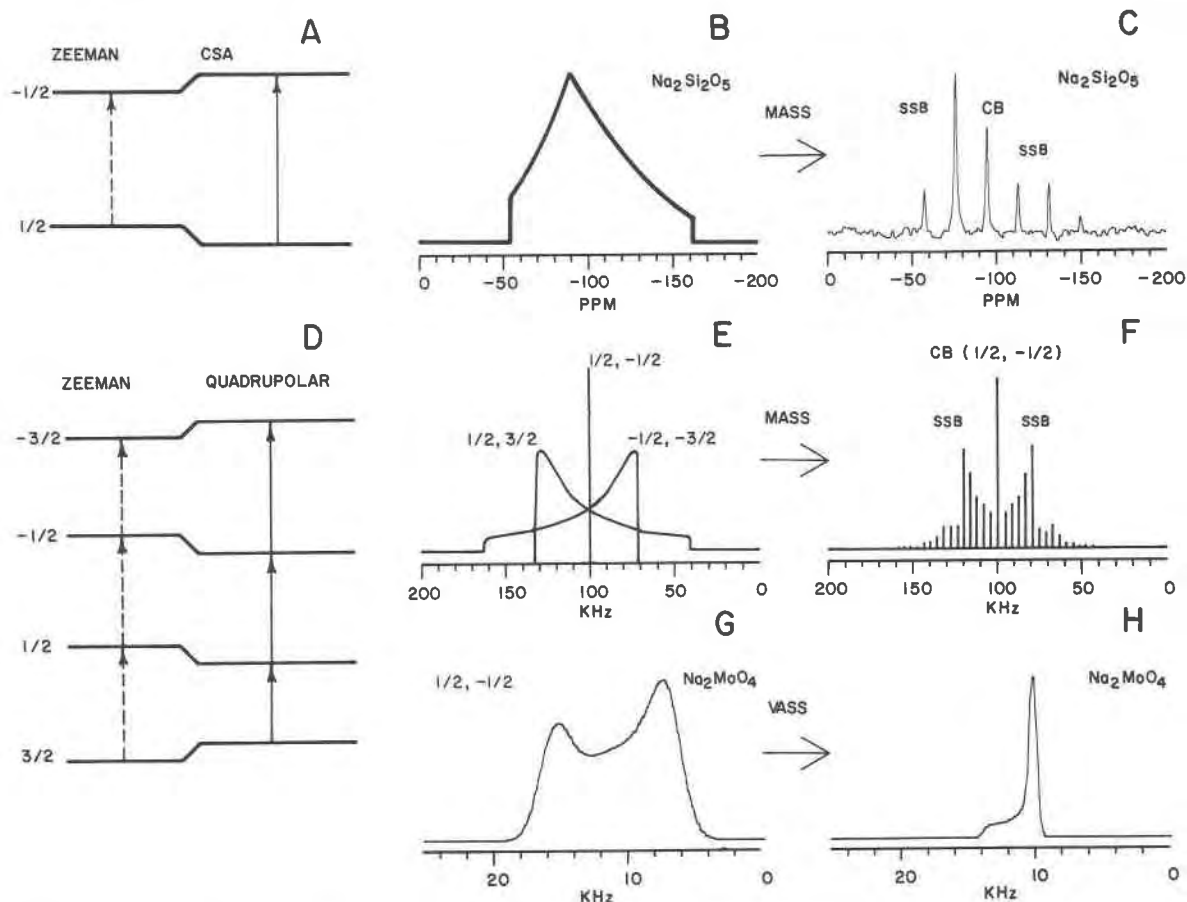 A
ZEEMAN CSA
-1/2
1/2
B
Na2Si2O5
0 -50 -100 -150 -200
PPM
MASS
C
Na2Si2O5
SSB
CB
SSB
0 -50 -100 -150 -200
PPM
D
ZEEMAN QUADRUPOLAR
-3/2
-1/2
1/2
3/2
E
1/2, -1/2
1/2, 3/2
-1/2, -3/2
200 150 100 50 0
KHz
MASS
F
CB (1/2, -1/2)
SSB
SSB
200 150 100 50 0
KHz
G
1/2, -1/2
Na2MoO4
20 10 0
KHz
VASS
H
Na2MoO4
20 10 0
KHz